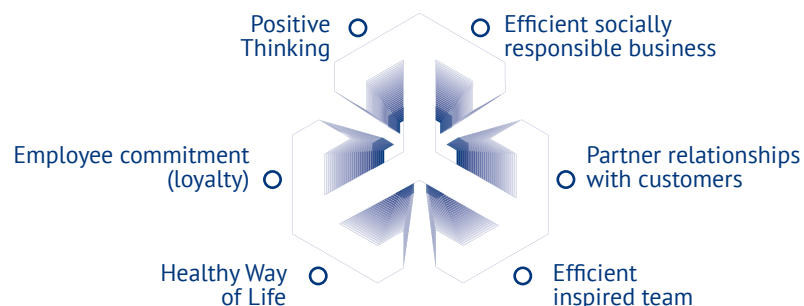 Positive
Thinking
Efficient socially
responsible business
Employee commitment
(loyalty)
Partner relationships
with customers
Healthy Way
of Life
Efficient
inspired team